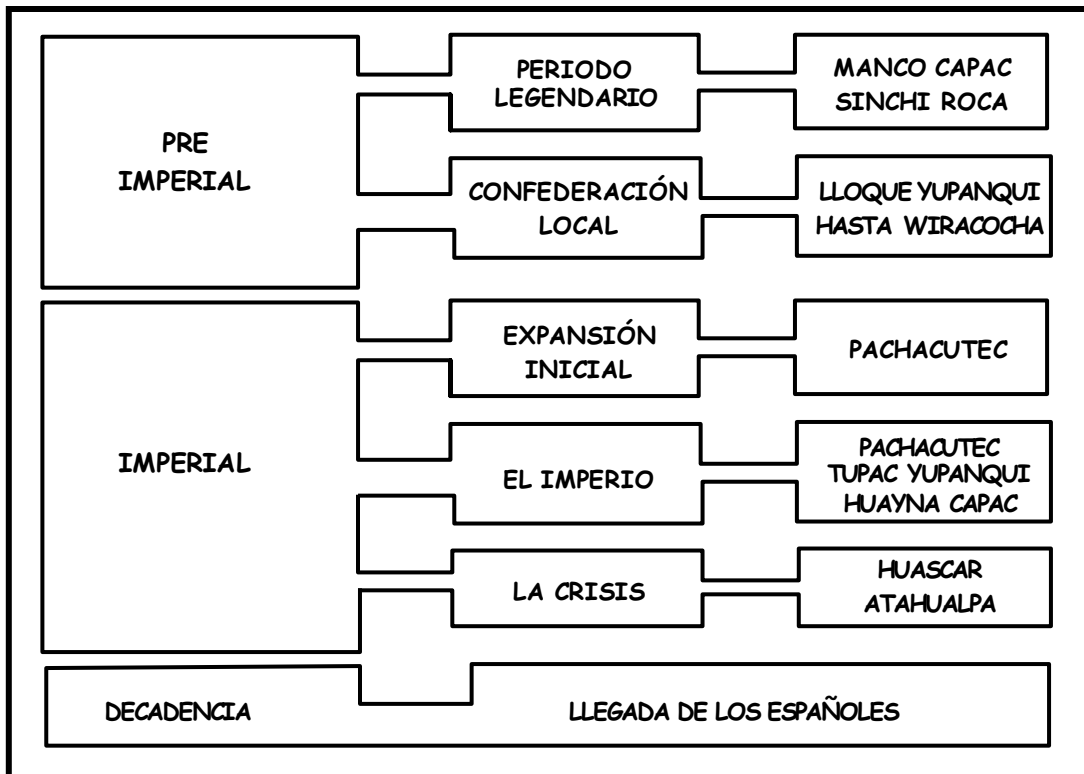 PRE
IMPERIAL
PERIODO
LEGENDARIO
MANCO CAPAC
SINCHI ROCA
CONFEDERACIÓN
LOCAL
LLOQUE YUPANQUI
HASTA WIRACOCHA
IMPERIAL
EXPANSIÓN
INICIAL
PACHACUTEC
EL IMPERIO
PACHACUTEC
TUPAC YUPANQUI
HUAYNA CAPAC
LA CRISIS
HUASCAR
ATAHUALPA
DECADENCIA
LLEGADA DE LOS ESPAÑOLES